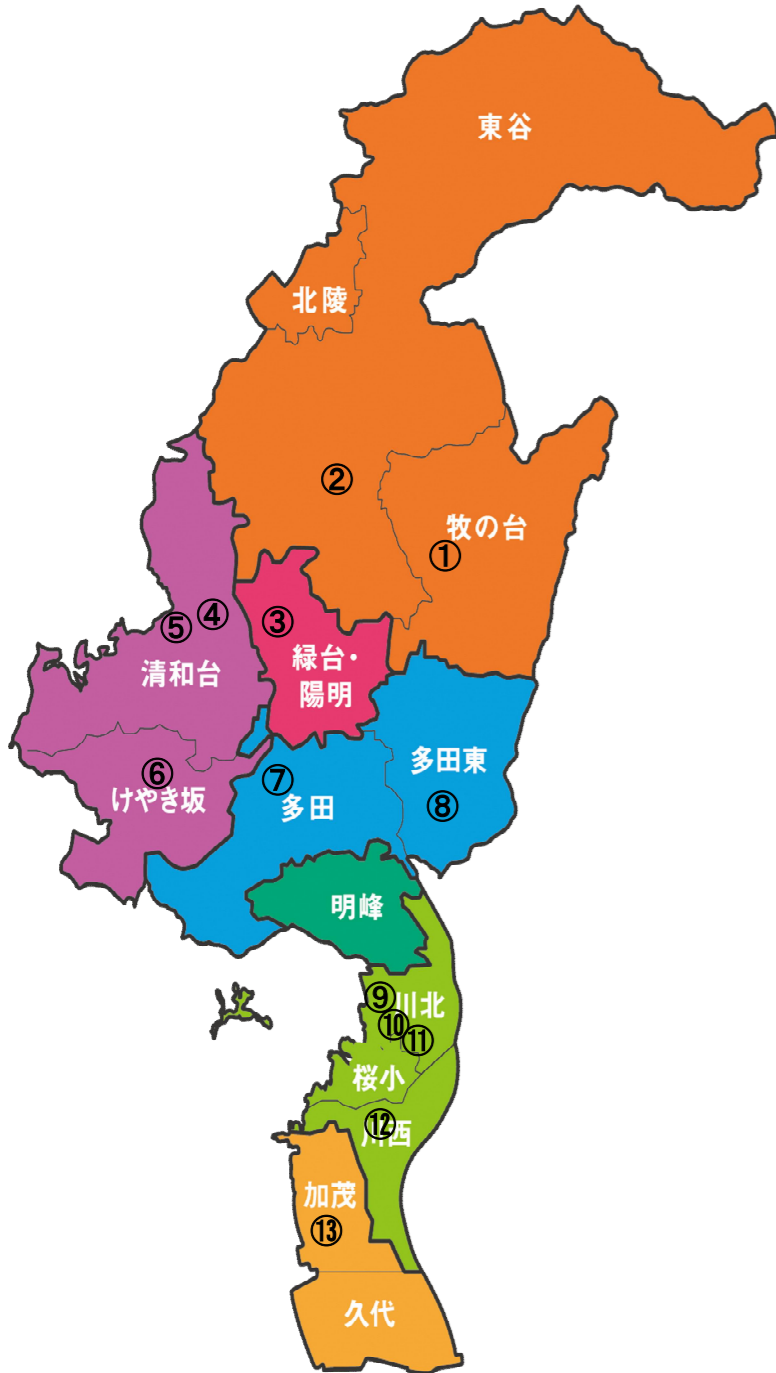 東谷
北陵
②
牧の台
①
④
⑤
③
清和台
緑台・
陽明
多田東
⑥
けやき坂
⑦
多田
⑧
明峰
⑨
川北
⑩
⑪
桜小
⑫
川西
加茂
⑬
久代